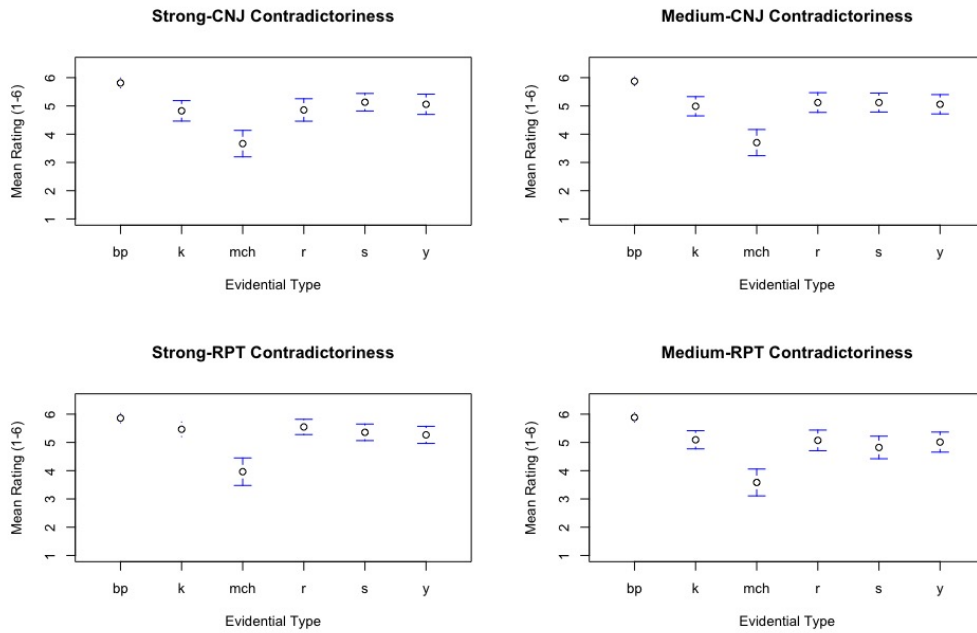 Strong-CNJ Contradictoriness
Mean Rating (1-6)
6
5
4
3
2
1
bp k mch r s y
Evidential Type
Medium-CNJ Contradictoriness
Mean Rating (1-6)
6
5
4
3
2
1
bp k mch r s y
Evidential Type
Strong-RPT Contradictoriness
Mean Rating (1-6)
6
5
4
3
2
1
bp k mch r s y
Evidential Type
Medium-RPT Contradictoriness
Mean Rating (1-6)
6
5
4
3
2
1
bp k mch r s y
Evidential Type